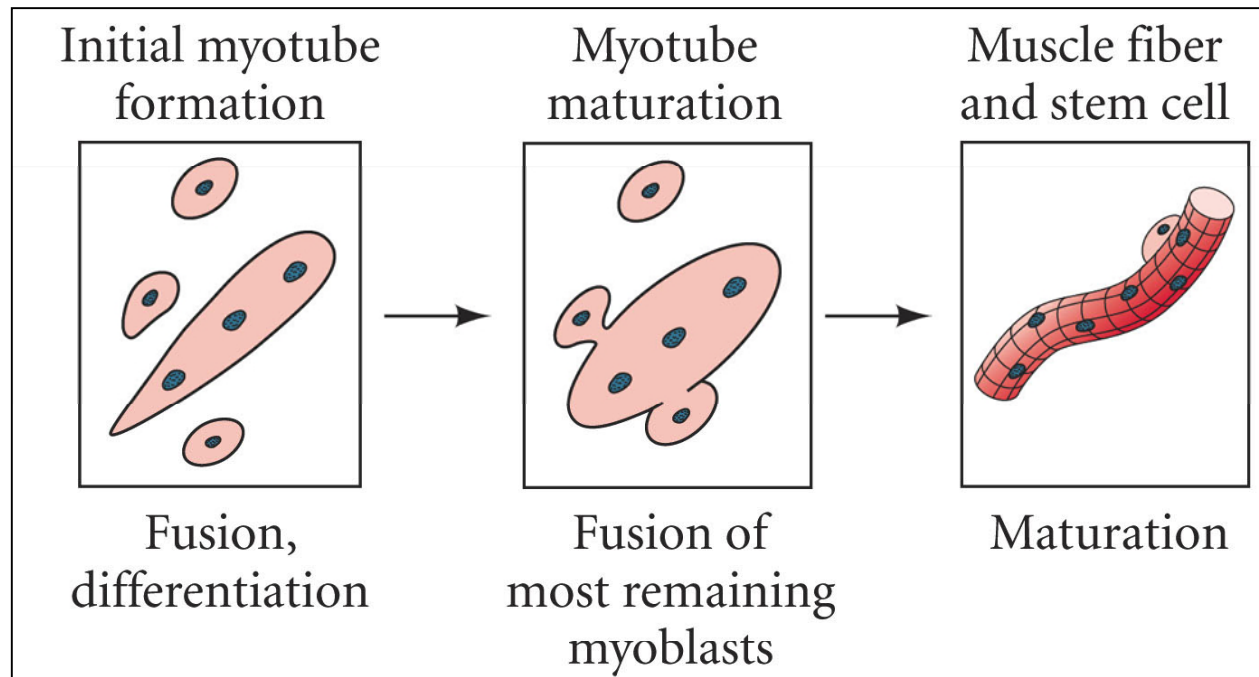 Initial myotube
formation
Myotube
maturation
Muscle fiber
and stem cell
Fusion,
differentiation
Fusion of
most remaining
myoblasts
Maturation